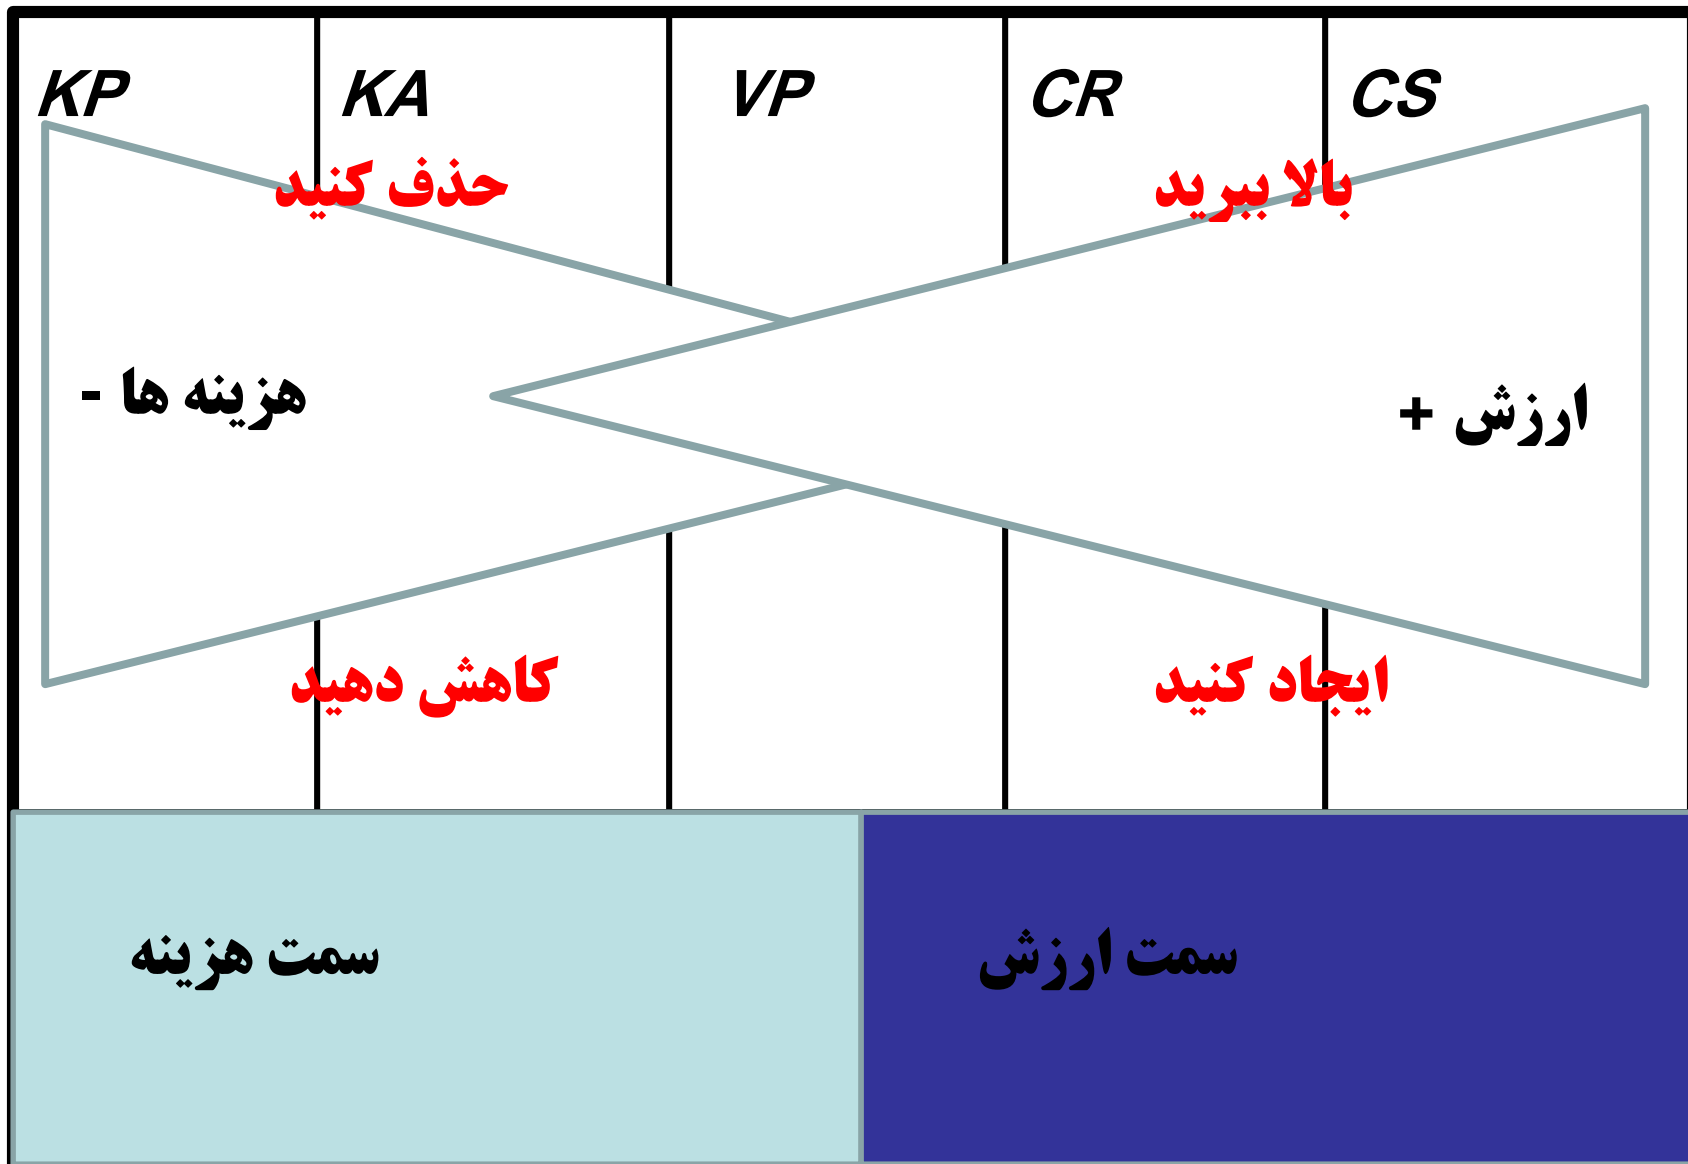 KP
KA
VP
CR
CS
حذف کنید
بالا ببرید
هزینه ها -
ارزش +
کاهش دهید
ایجاد کنید
سمت هزینه
سمت ارزش